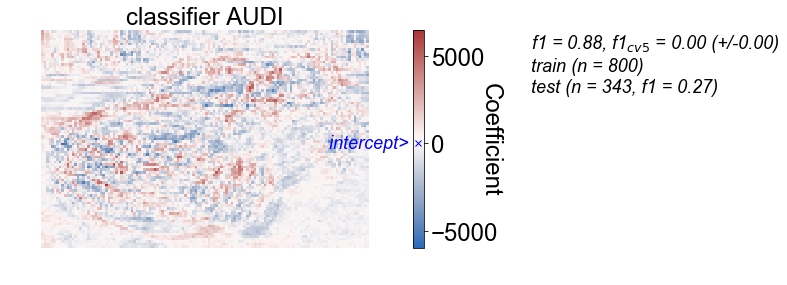 classifier AUDI
5000
0
−5000
Coefficient
intercept> ×
f1 = 0.88, f1cv5 = 0.00 (+/-0.00)
train (n = 800)
test (n = 343, f1 = 0.27)